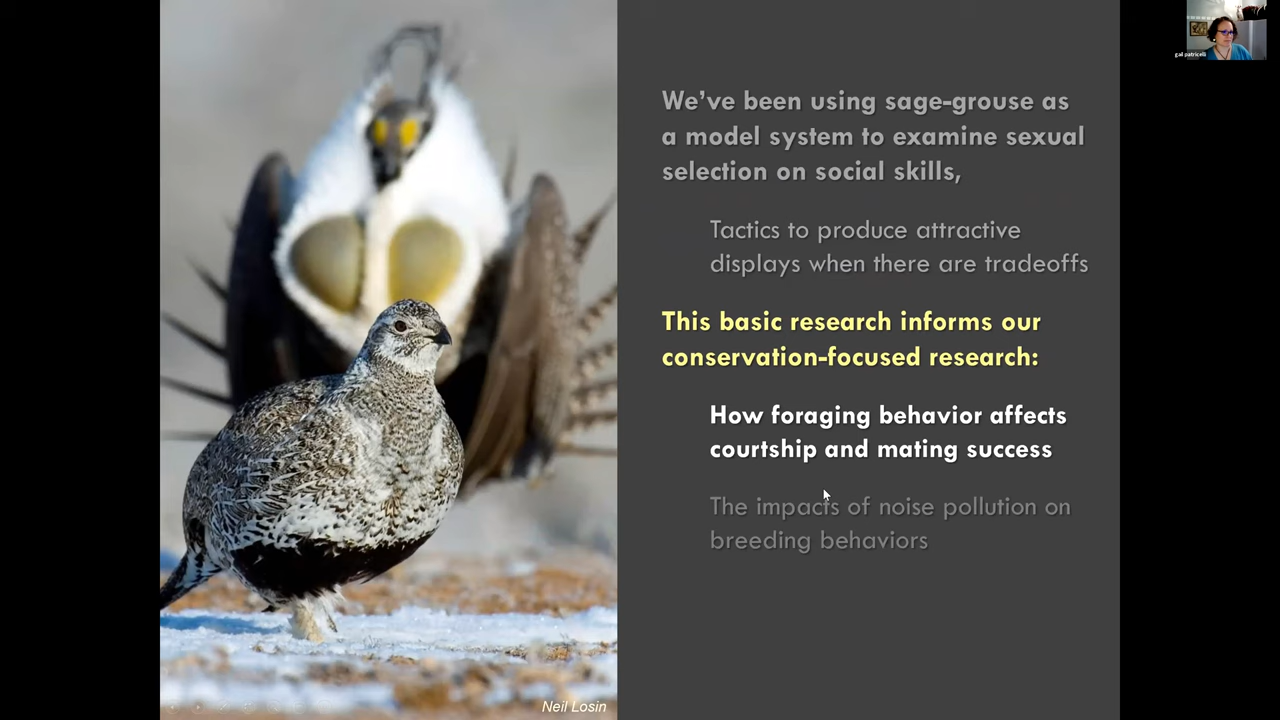 gail patricelli
We've been using sage-grouse as
a model system to examine sexual
selection on social skills,
Tactics to produce attractive
displays when there are tradeoffs
This basic research informs our
conservation-focused research:
How foraging behavior affects
courtship and mating success
The impacts of noise pollution on
breeding behaviors
Neil Losin